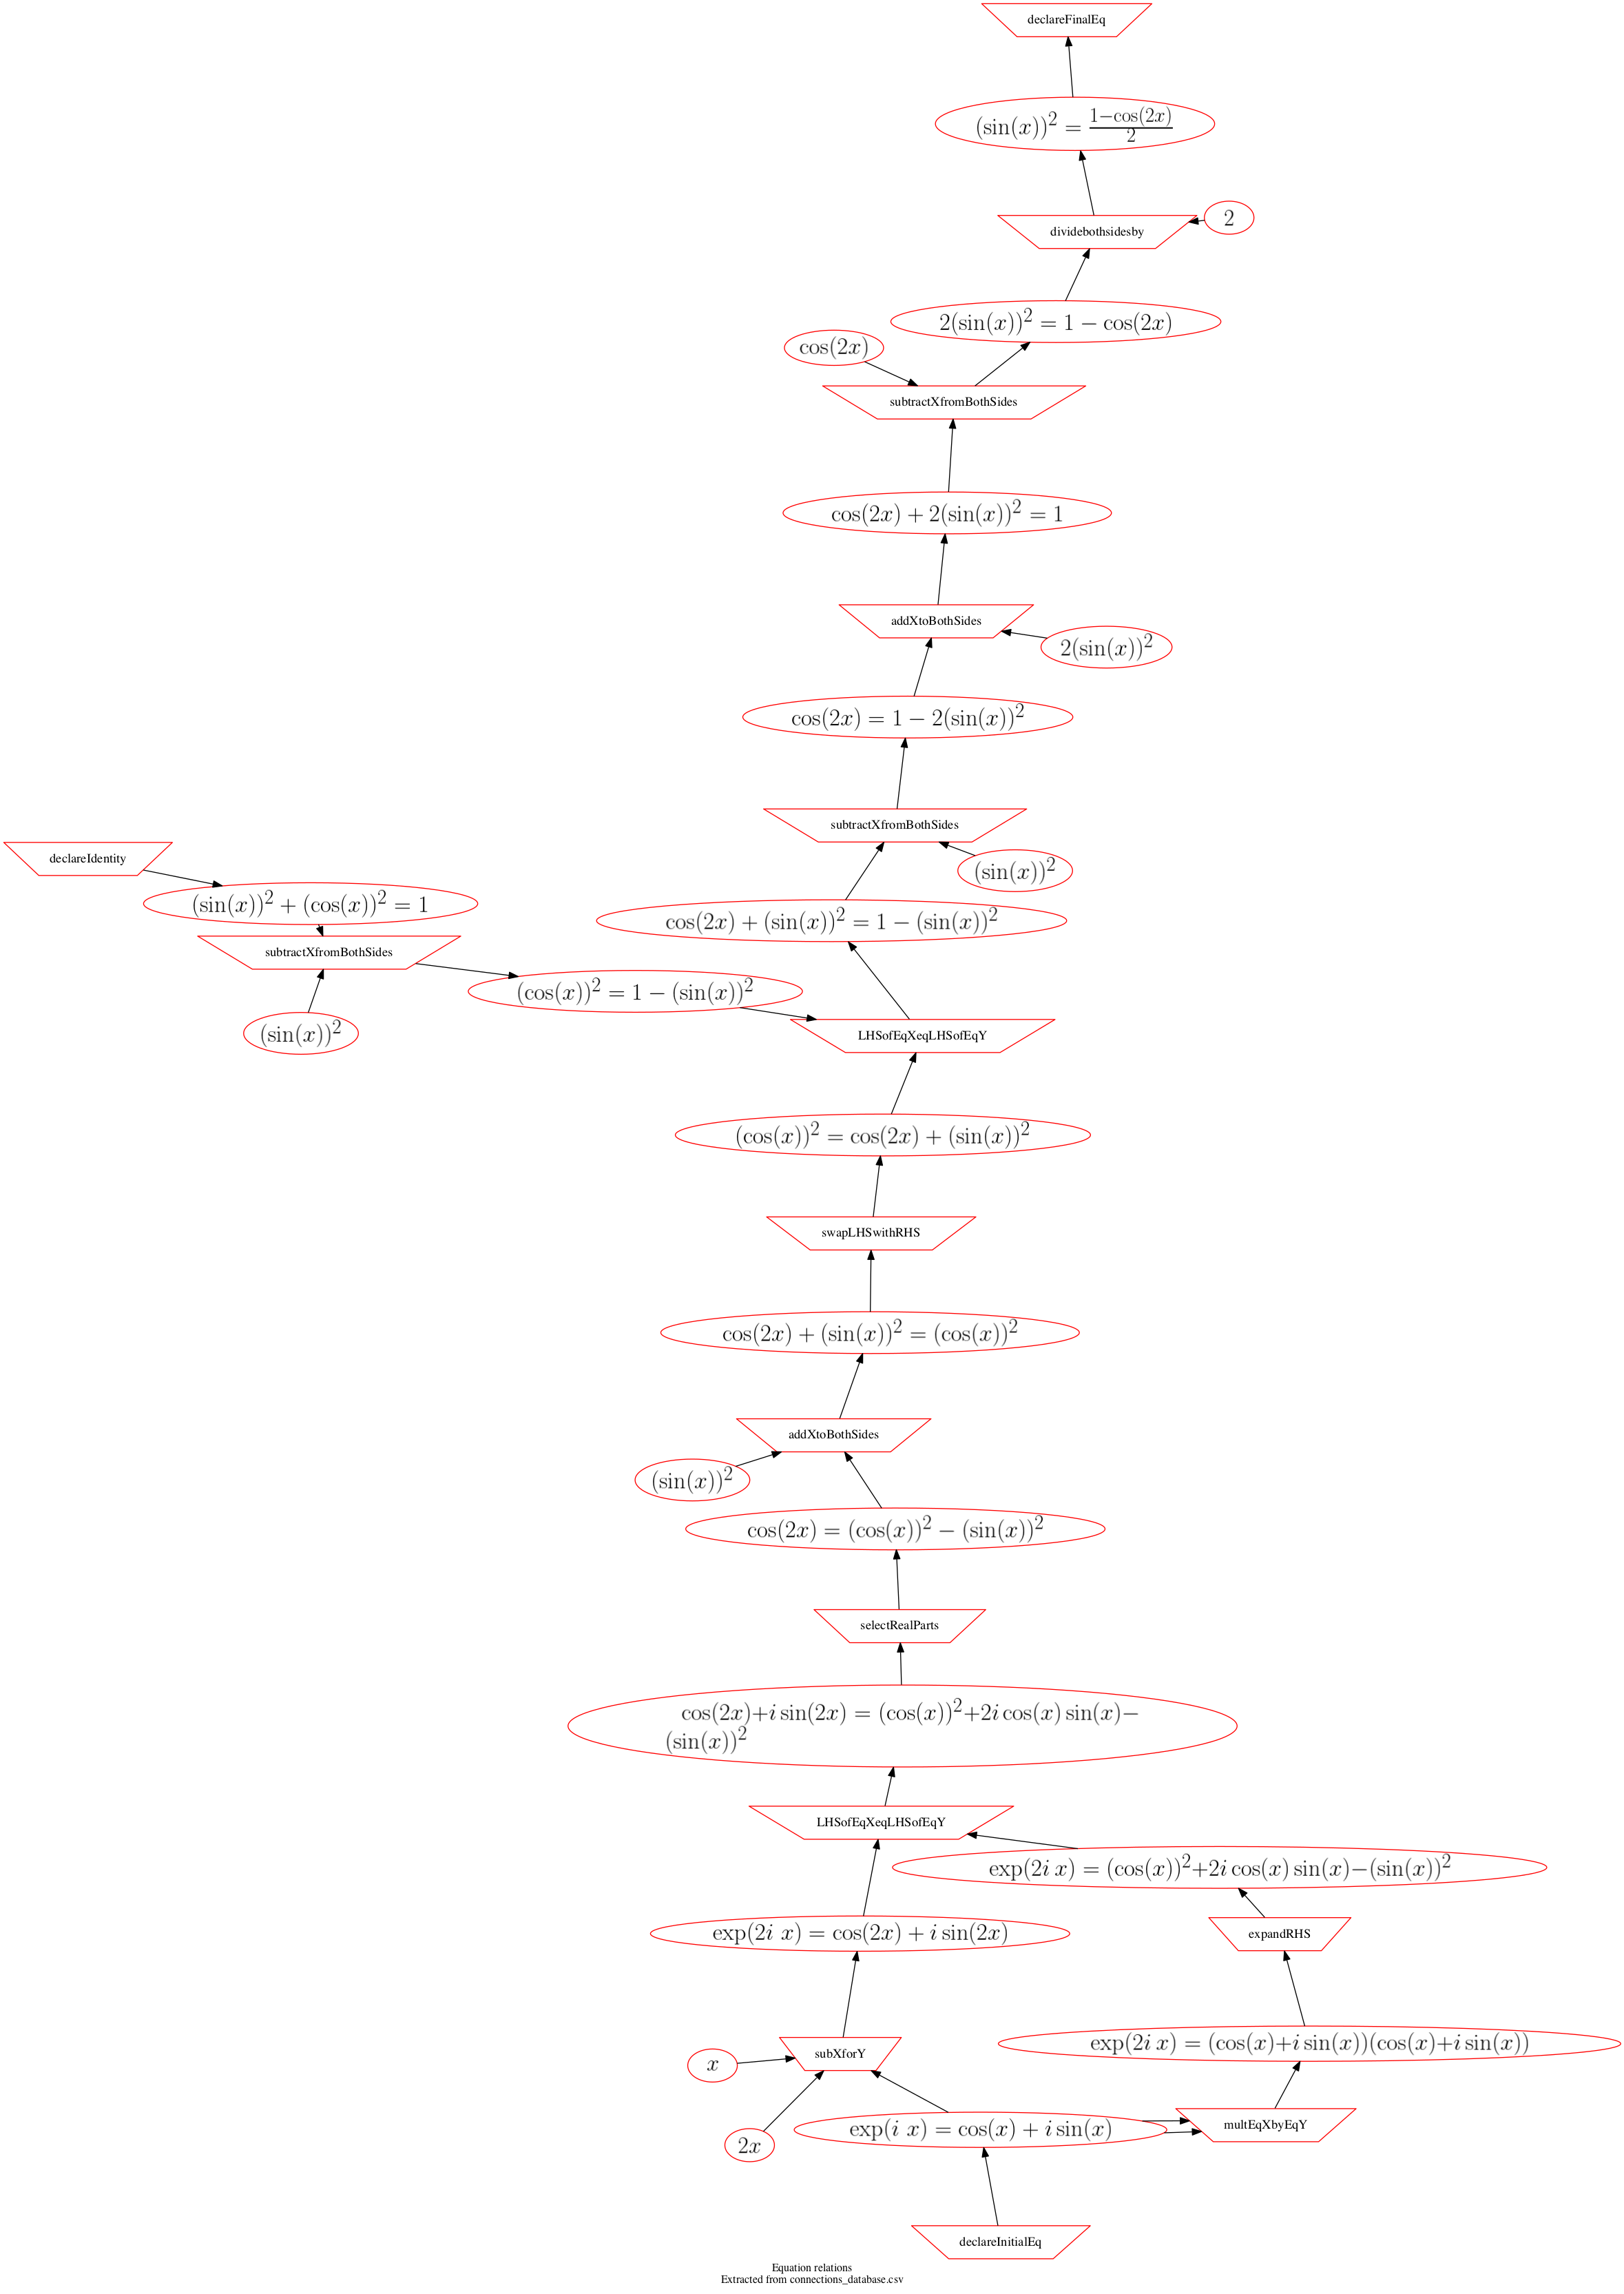 declareFinalEq
(sin(x))^2 = \frac{1−cos(2x)}{2}
dividebothsidesby
2
2(sin(x))^2 = 1 − cos(2x)
cos(2x)
subtractXfromBothSides
cos(2x) + 2(sin(x))^2 = 1
addXtoBothSides
2(sin(x))^2
cos(2x) = 1 − 2(sin(x))^2
subtractXfromBothSides
declareIdentity
(sin(x))^2
(sin(x))^2 + (cos(x))^2 = 1
cos(2x) + (sin(x))^2 = 1 − (sin(x))^2
subtractXfromBothSides
(cos(x))^2 = 1 − (sin(x))^2
(sin(x))^2
LHSofEqXeqLHSofEqY
(cos(x))^2 = cos(2x) + (sin(x))^2
swapLHSwithRHS
cos(2x) + (sin(x))^2 = (cos(x))^2
addXtoBothSides
(sin(x))^2
cos(2x) = (cos(x))^2 − (sin(x))^2
selectRealParts
cos(2x)+i sin(2x) = (cos(x))^2+2i cos(x) sin(x)−
(sin(x))^2
LHSofEqXeqLHSofEqY
exp(2i x) = (cos(x))^2+2i cos(x) sin(x)−(sin(x))^2
exp(2i x) = cos(2x) + i sin(2x)
expandRHS
exp(2i x) = (cos(x)+i sin(x))(cos(x)+i sin(x))
subXforY
x
exp(i x) = cos(x) + i sin(x)
multEqXbyEqY
2x
declareInitialEq
Equation relations
Extracted from connections_database.csv